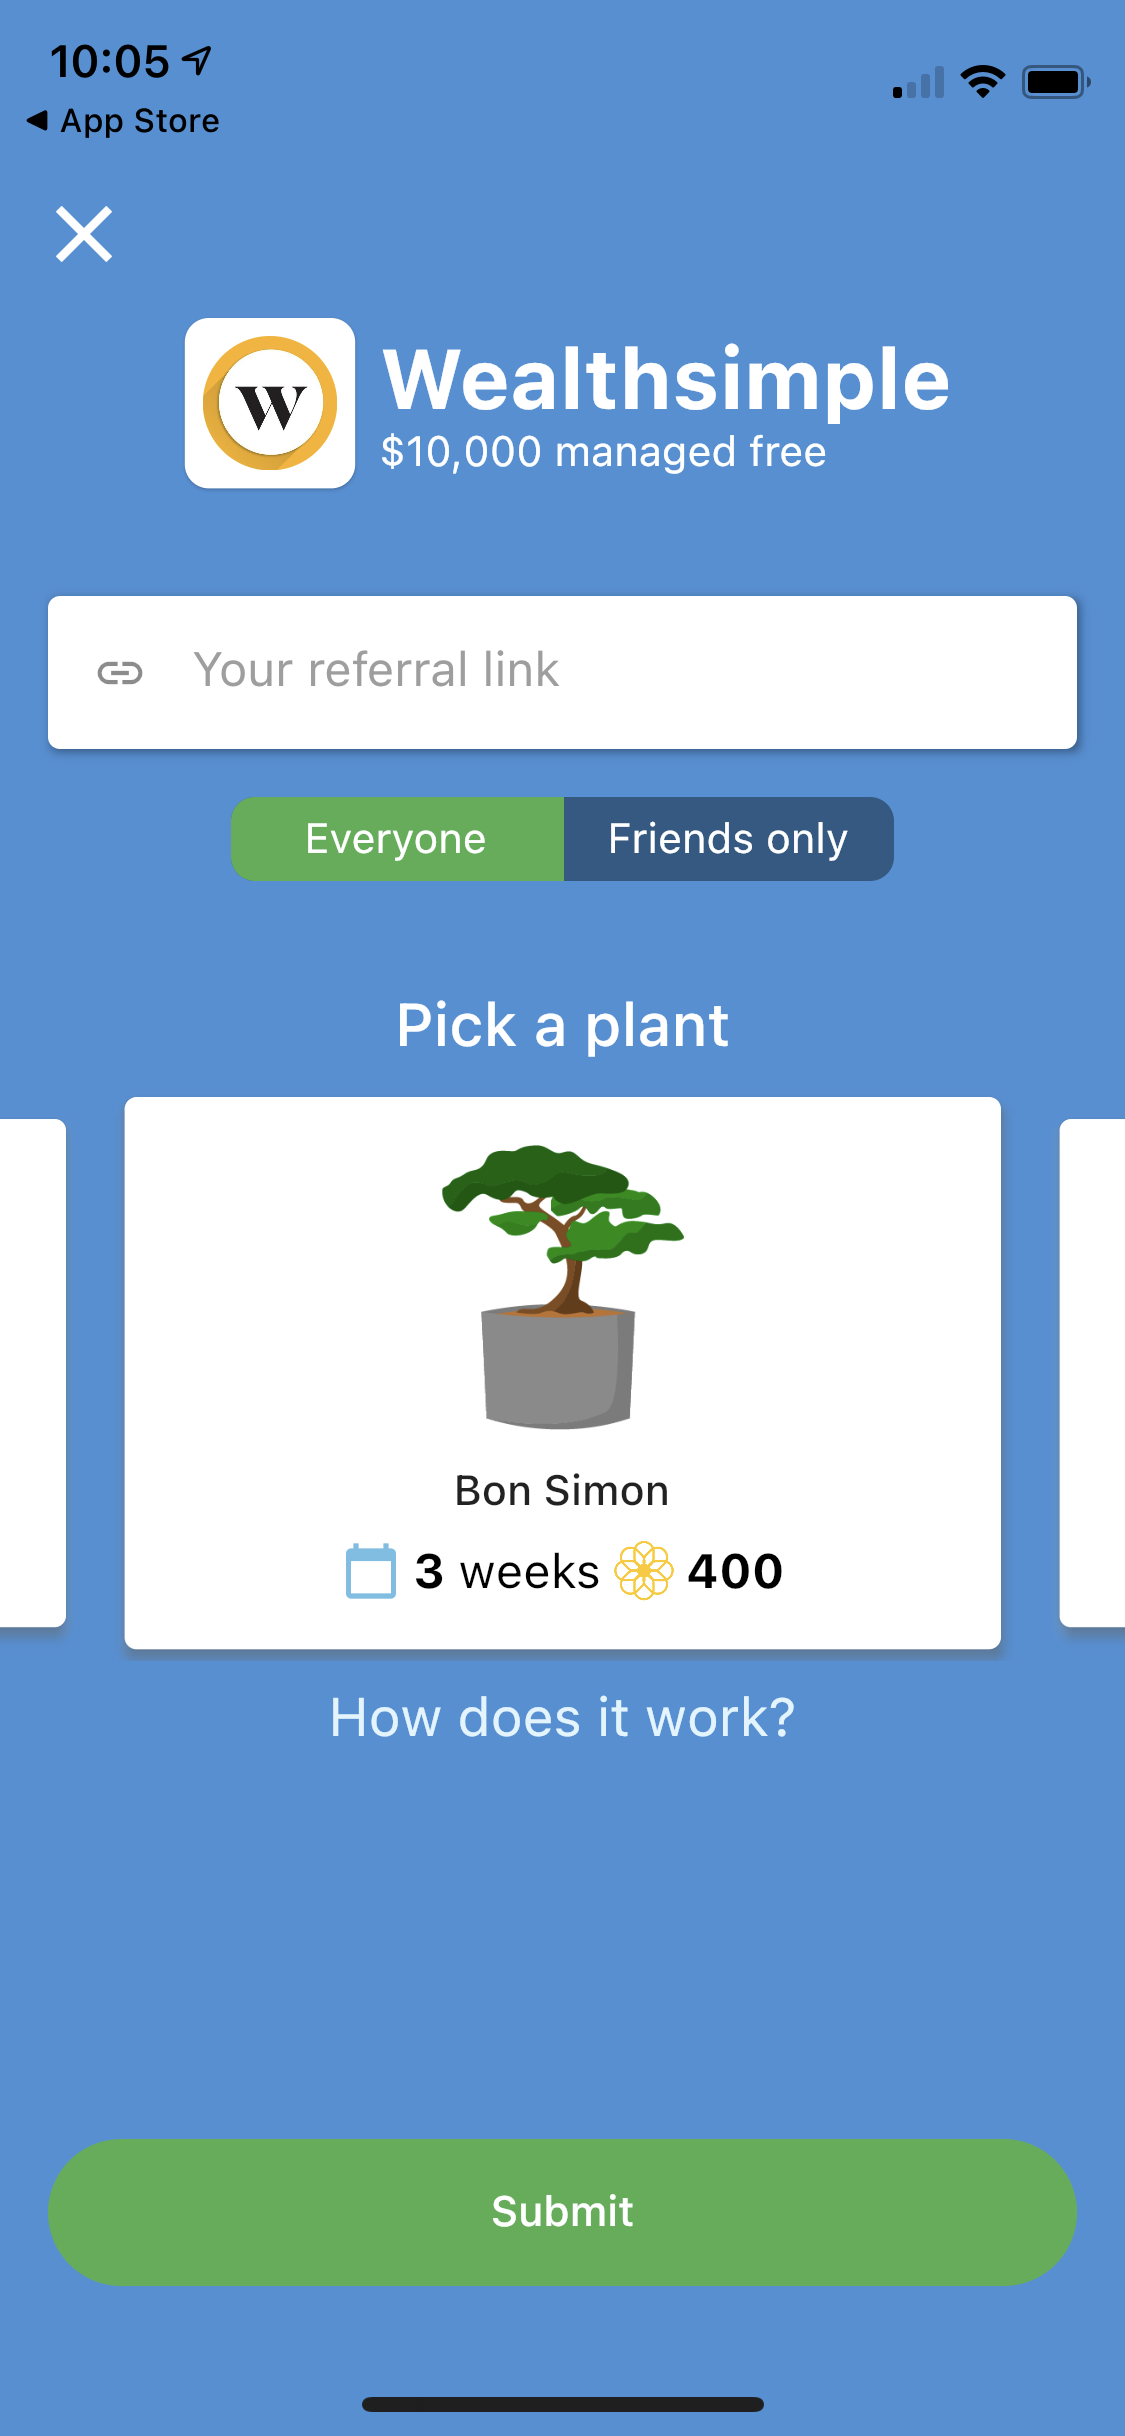 10:05
App Store
W
Wealthsimple
$10,000 managed free
Your referral link
Everyone Friends only
Pick a plant
Bon Simon
3 weeks 400
How does it work?
Submit